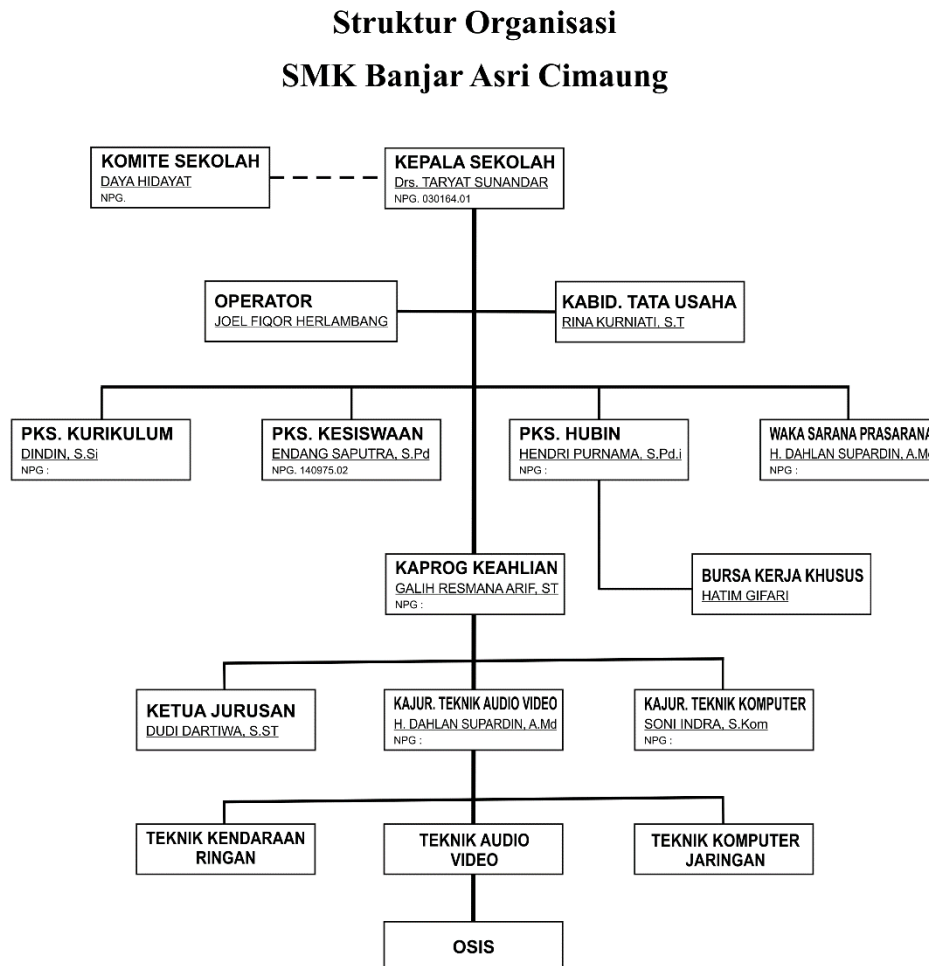 Struktur Organisasi
SMK Banjar Asri Cimaung
KOMITE SEKOLAH
DAYA HIDAYAT
NPG.
KEPALA SEKOLAH
Drs. TARYAT SUNANDAR
NPG. 030164.01
OPERATOR
JOEL FIQOR HERLAMBANG
KABID. TATA USAHA
RINA KURNIATI, S.T
PKS. KURIKULUM
DINDIN, S.Si
NPG :
PKS. KESISWAAN
ENDANG SAPUTRA, S.Pd
NPG. 140975.02
PKS. HUBIN
HENDRI PURNAMA, S.Pd.i
NPG :
WAKA SARANA PRASARANA
H. DAHLAN SUPARDIN, A.Md
NPG :
KAPROG KEAHLIAN
GALIH RESMANA ARIF, ST
NPG :
BURSA KERJA KHUSUS
HATIM GIFARI
KETUA JURUSAN
DUDI DARTIWA, S.ST
KAJUR. TEKNIK AUDIO VIDEO
H. DAHLAN SUPARDIN, A.Md
NPG :
KAJUR. TEKNIK KOMPUTER
SONI INDRA, S.Kom
NPG :
TEKNIK KENDARAAN
RINGAN
TEKNIK AUDIO
VIDEO
TEKNIK KOMPUTER
JARINGAN
OSIS